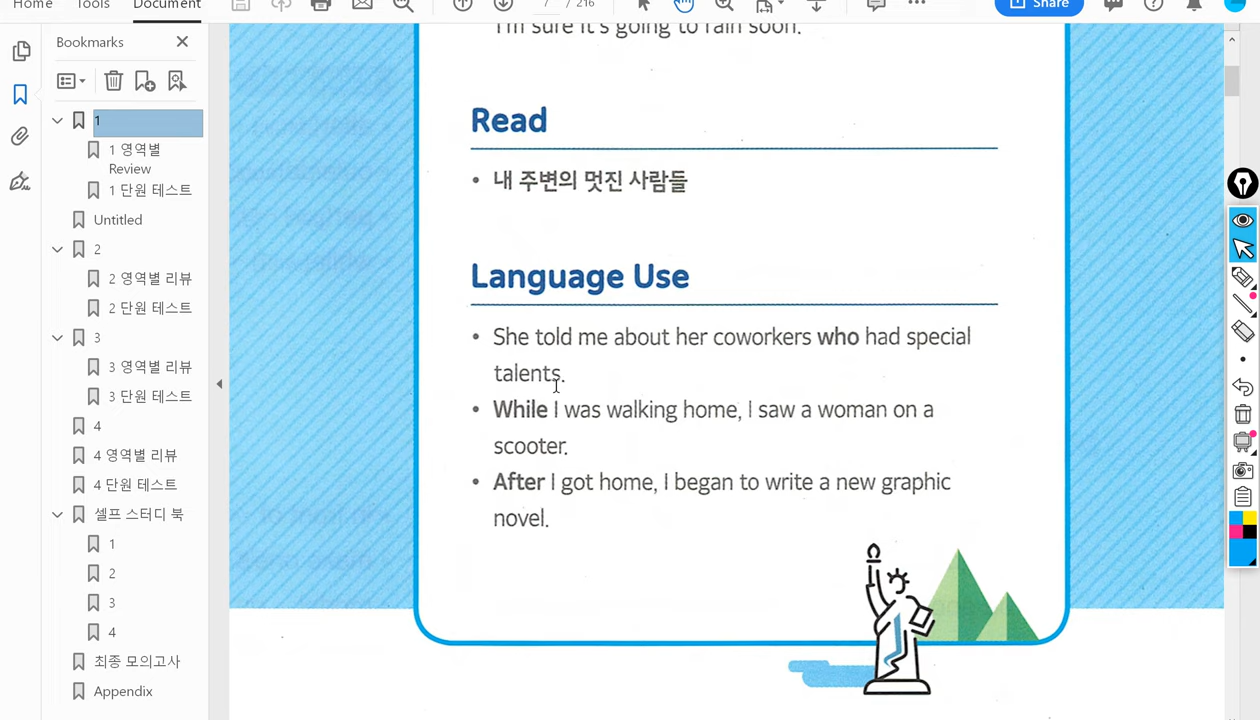 Home Tools Document 7 / 216 Share
Bookmarks
1
1 영역별
Review
1 단원 테스트
Untitled
2
2 영역별 리뷰
2 단원 테스트
3
3 영역별 리뷰
3 단원 테스트
4
4 영역별 리뷰
4 단원 테스트
셀프 스터디 북
1
2
3
4
최종 모의고사
Appendix
I'm sure it's going to rain soon.
Read
• 내 주변의 멋진 사람들
Language Use
• She told me about her coworkers who had special
talents.
• While I was walking home, I saw a woman on a
scooter.
• After I got home, I began to write a new graphic
novel.